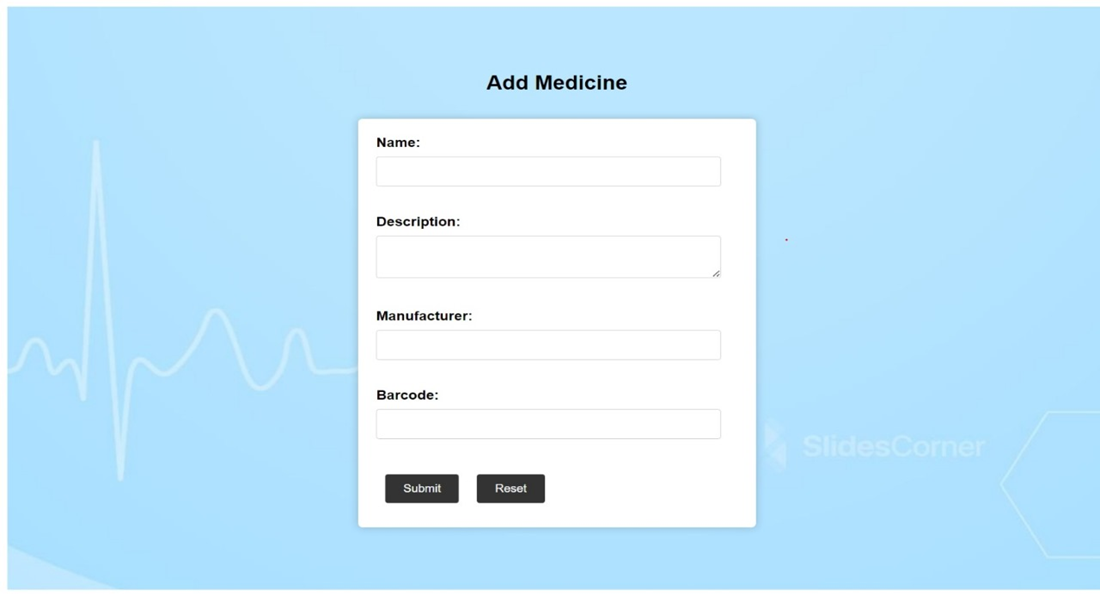 Add Medicine
Name:
Description:
Manufacturer:
Barcode:
SlidesCorner
Submit Reset